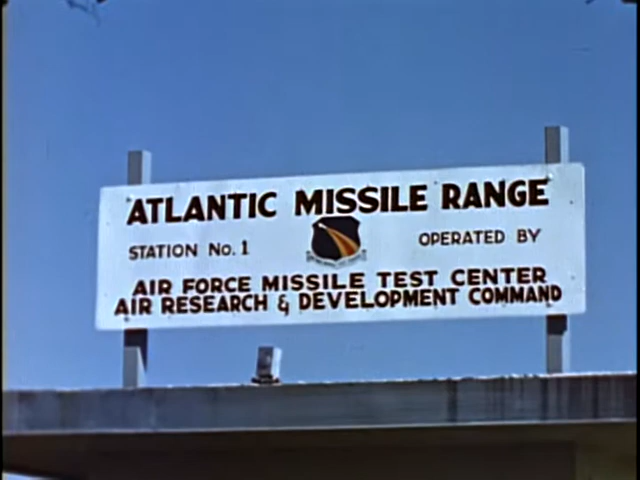 ATLANTIC MISSILE RANGE
STATION No. 1
OPERATED BY
AIR FORCE MISSILE TEST CENTER
AIR RESEARCH & DEVELOPMENT COMMAND